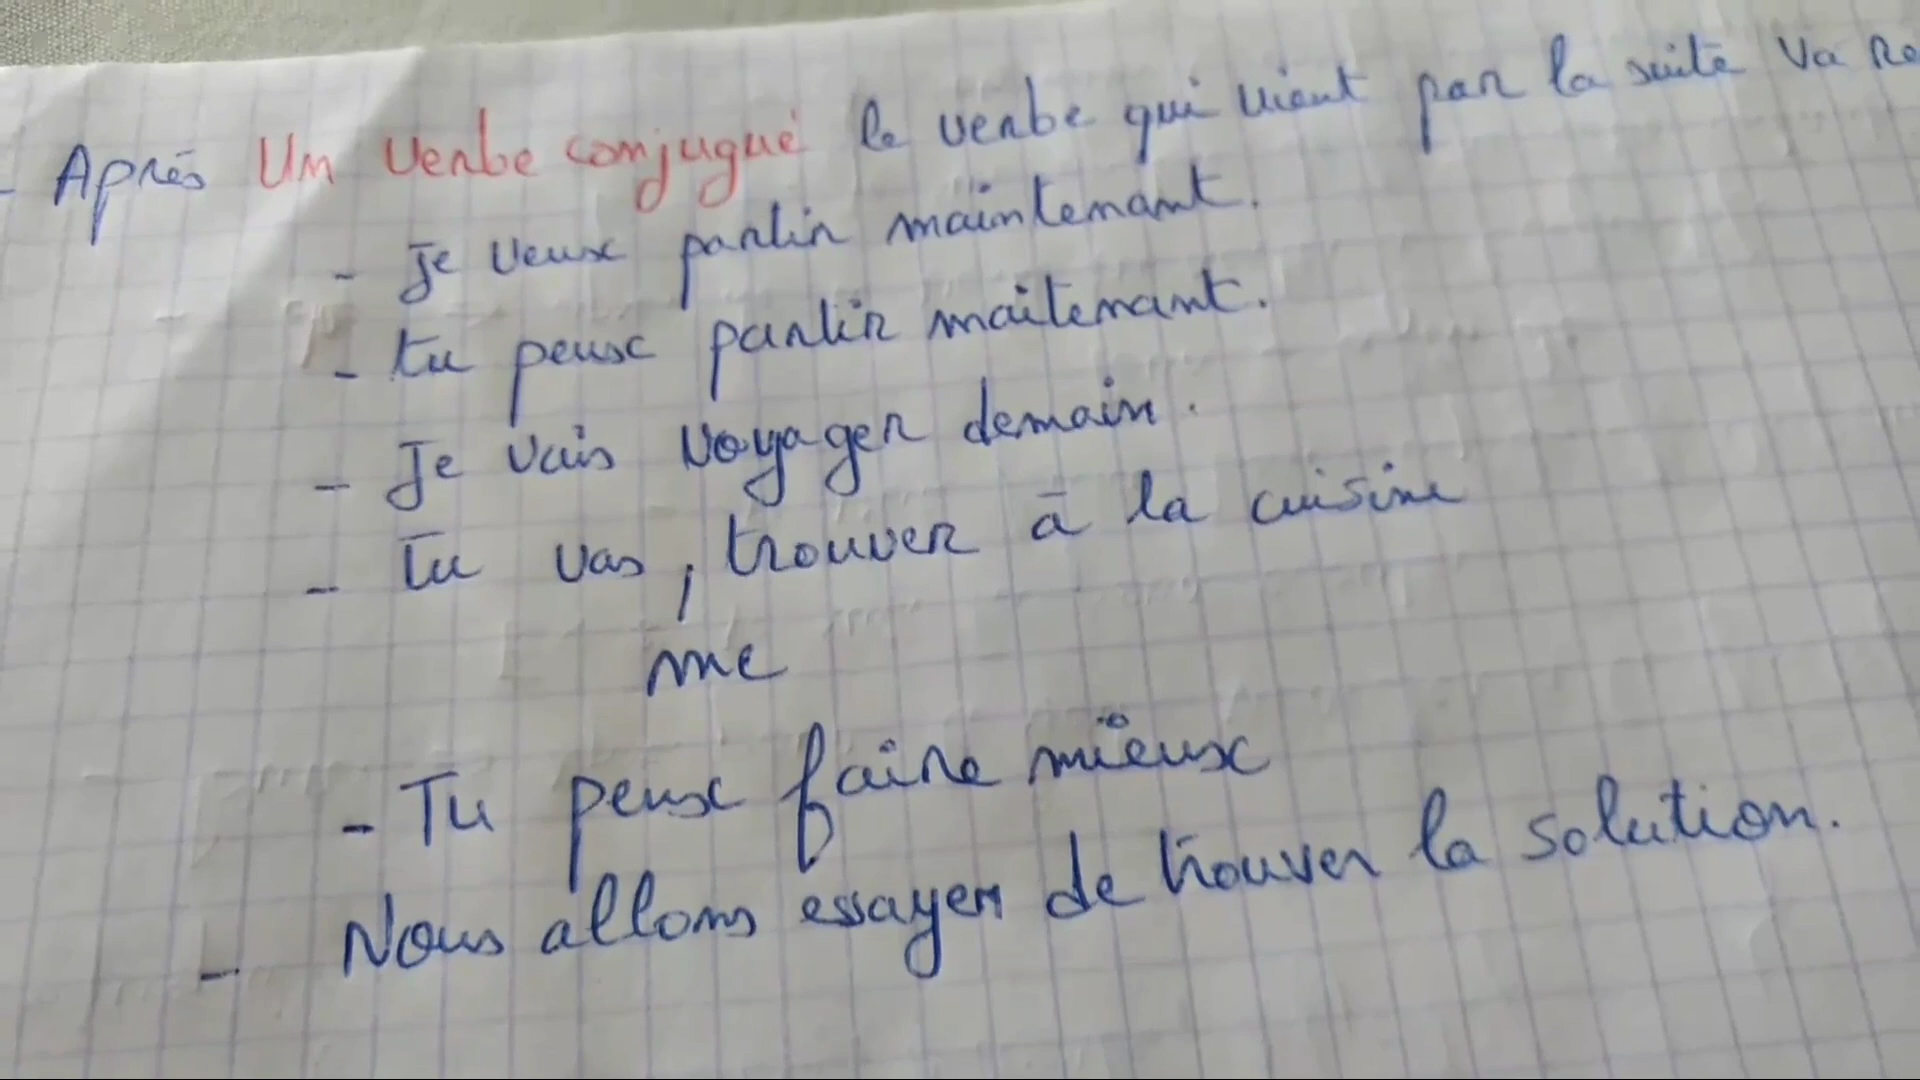 - Après Un verbe conjugué le verbe qui vient par la suite va
- Je veux partir maintenant.
- tu peux partir maitenant.
- Je vais voyager demain.
- Tu vas, trouver à la cuisine
me
- Tu peux faire mieux
- Nous allons essayer de trouver la solution.